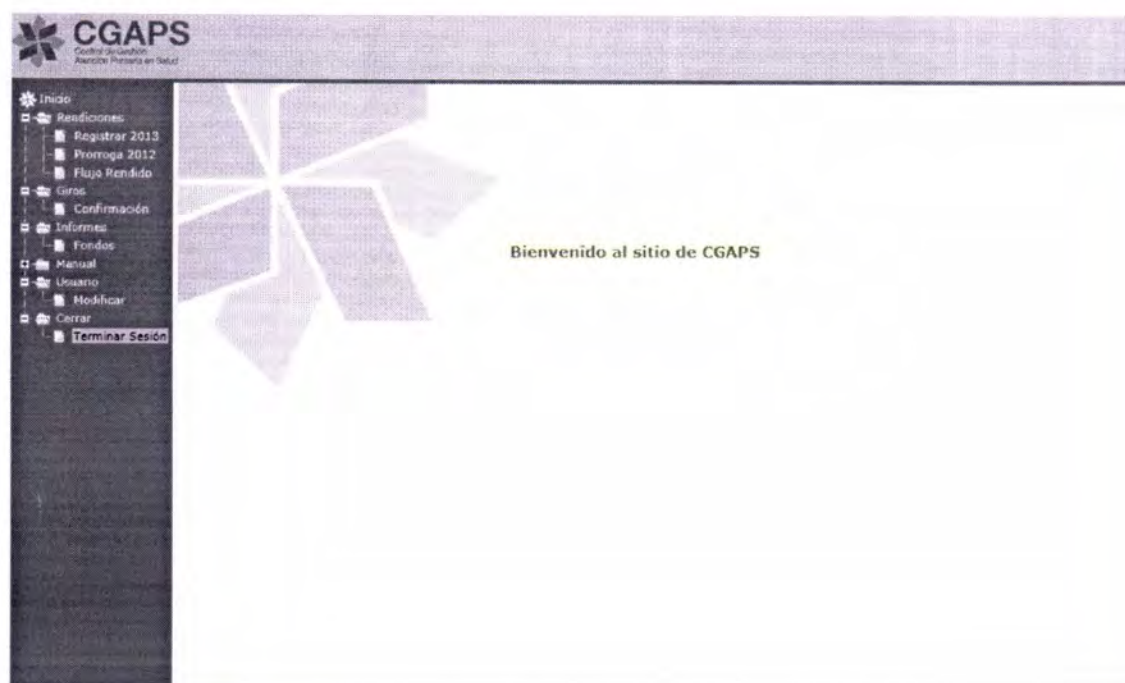 CGAPS
Control de Gestión
Atención Primaria en Salud
Inicio
Rendiciones
Registrar 2013
Prorroga 2012
Flujo Rendido
Giros
Confirmación
Informes
Fondos
Manual
Usuario
Modificar
Cerrar
Terminar Sesión
Bienvenido al sitio de CGAPS